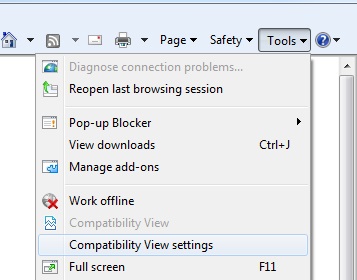 Page Safety Tools
Diagnose connection problems...
Reopen last browsing session
Pop-up Blocker
View downloads Ctrl+J
Manage add-ons
Work offline
Compatibility View
Compatibility View settings
Full screen F11